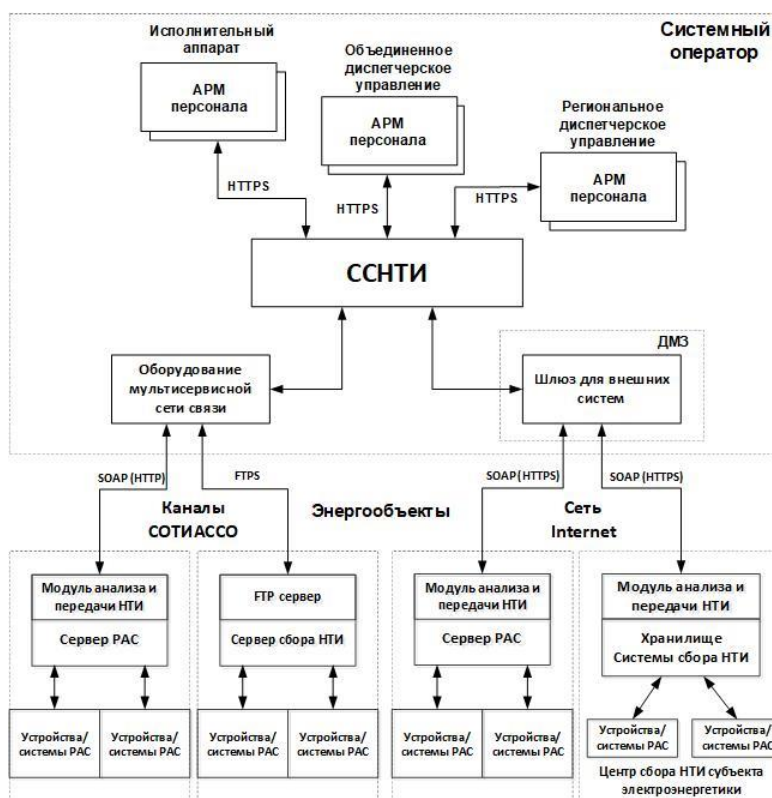 Системный
оператор
Исполнительный
аппарат
АРМ
персонала
Объединенное
диспетчерское
управление
АРМ
персонала
Региональное
диспетчерское
управление
АРМ
персонала
HTTPS
HTTPS
HTTPS
ССНТИ
ДМЗ
Оборудование
мультисервисной
сети связи
Шлюз для внешних
систем
SOAP (HTTP)
FTPS
SOAP (HTTPS)
SOAP (HTTPS)
Каналы
СОТИАССО
Энергообъекты
Сеть
Internet
Модуль анализа и
передачи НТИ
Сервер РАС
Устройства/
системы РАС
Устройства/
системы РАС
FTP сервер
Сервер сбора НТИ
Устройства/
системы РАС
Устройства/
системы РАС
Модуль анализа и
передачи НТИ
Сервер РАС
Устройства/
системы РАС
Устройства/
системы РАС
Модуль анализа и
передачи НТИ
Хранилище
Системы сбора НТИ
Устройства/
системы РАС
Устройства/
системы РАС
Центр сбора НТИ субъекта
электроэнергетики